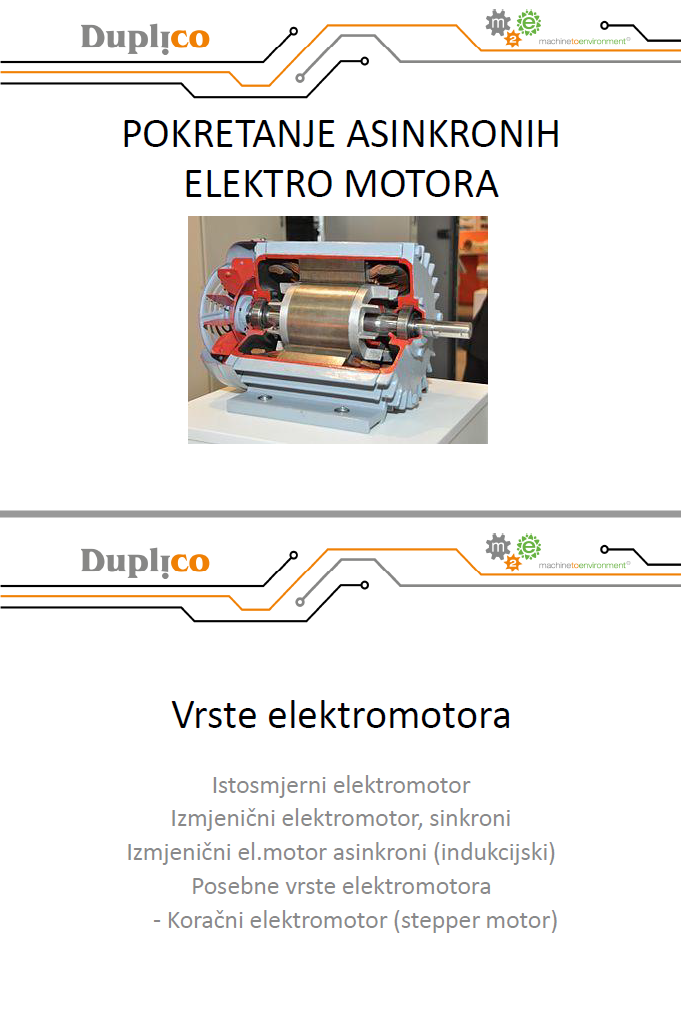 Duplico
m
e
2
machinetoenvironment©
POKRETANJE ASINKRONIH
ELEKTRO MOTORA
Duplico
m
e
2
machinetoenvironment©
Vrste elektromotora
Istosmjerni elektromotor
Izmjenični elektromotor, sinkroni
Izmjenični el.motor asinkroni (indukcijski)
Posebne vrste elektromotora
- Koračni elektromotor (stepper motor)